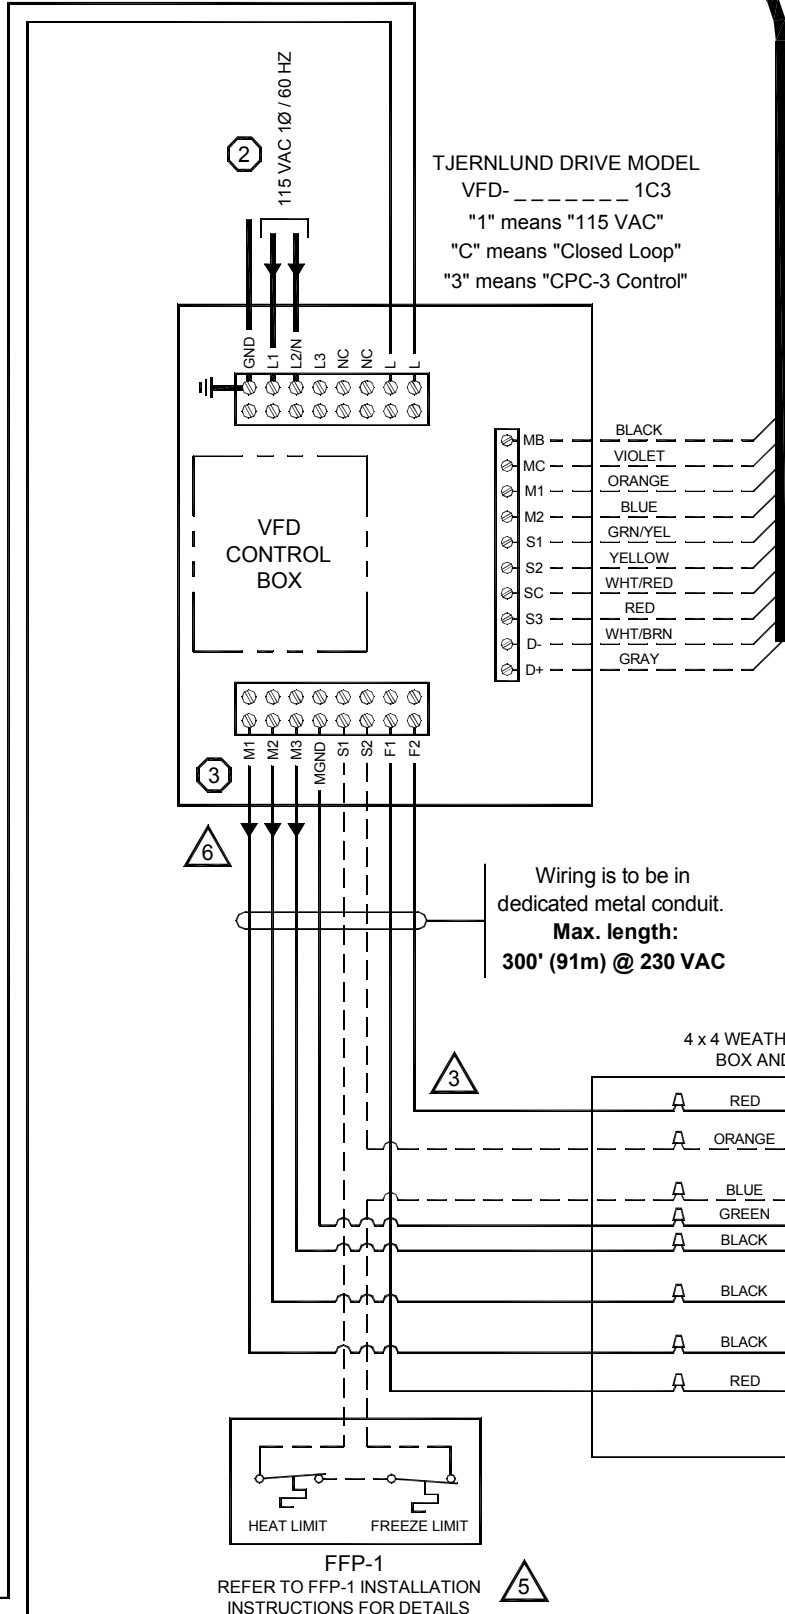 2
115 VAC 1Ø / 60 HZ
TJERNLUND DRIVE MODEL
VFD- _ _ _ _ _ _ _ 1C3
"1" means "115 VAC"
"C" means "Closed Loop"
"3" means "CPC-3 Control"
GND
L1
L2/N
L3
NC
NC
L
L
MB BLACK
MC VIOLET
M1 ORANGE
M2 BLUE
S1 GRN/YEL
S2 YELLOW
SC WHT/RED
S3 RED
D- WHT/BRN
D+ GRAY
VFD
CONTROL
BOX
M1
M2
M3
MGND
S1
S2
F1
F2
3
6
Wiring is to be in
dedicated metal conduit.
Max. length:
300' (91m) @ 230 VAC
3
4 x 4 WEATH
BOX AND
RED
ORANGE
BLUE
GREEN
BLACK
BLACK
BLACK
RED
HEAT LIMIT
FREEZE LIMIT
FFP-1
REFER TO FFP-1 INSTALLATION
INSTRUCTIONS FOR DETAILS
5